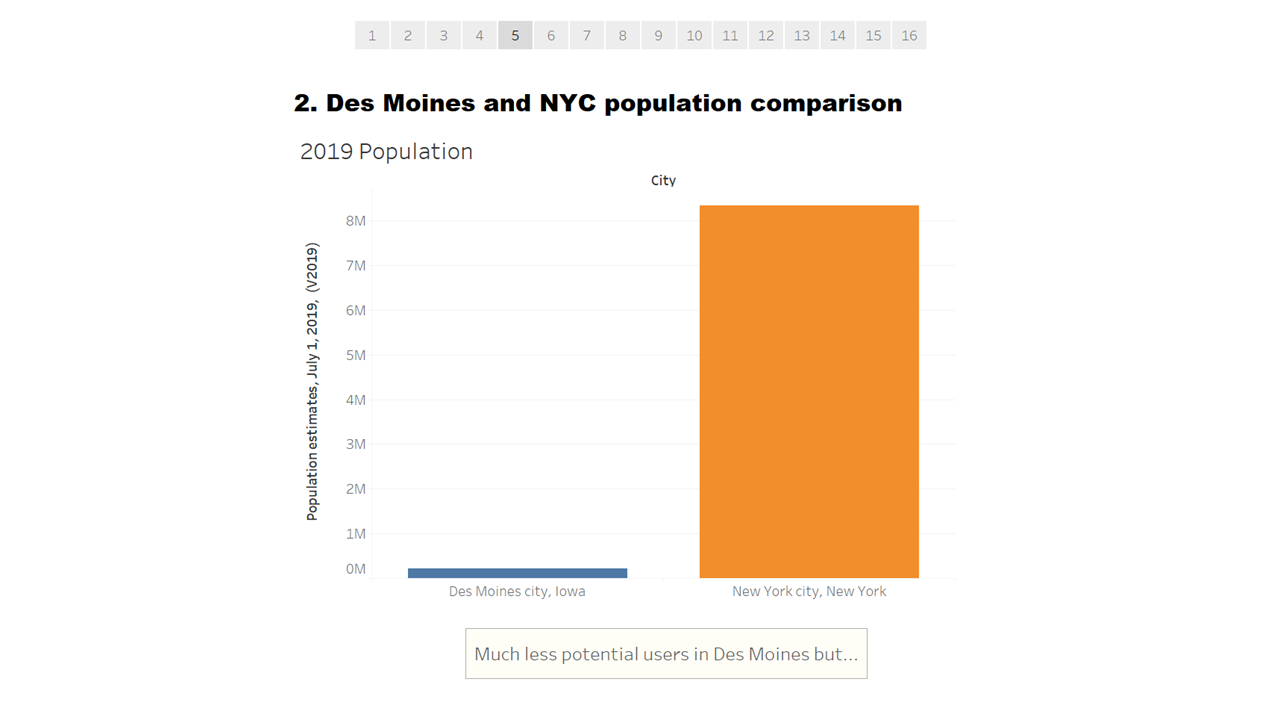 1 2 3 4 5 6 7 8 9 10 11 12 13 14 15 16
2. Des Moines and NYC population comparison
2019 Population
City
Population estimates, July 1, 2019, (V2019)
8M
7M
6M
5M
4M
3M
2M
1M
0M
Des Moines city, Iowa New York city, New York
Much less potential users in Des Moines but...